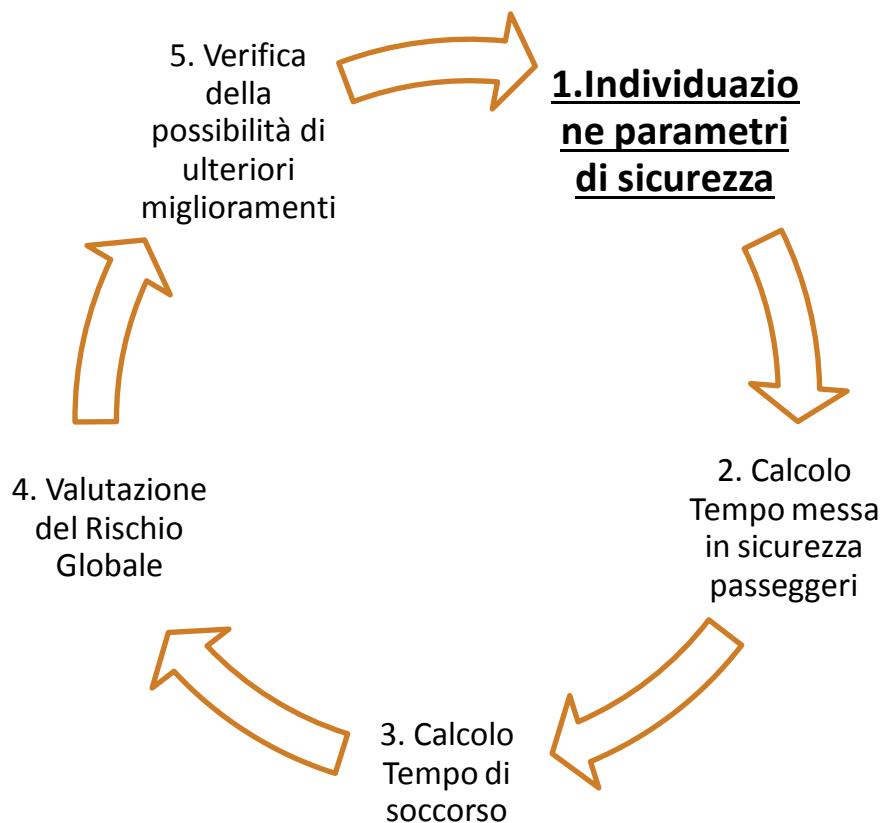 1.Individuazio
ne parametri
di sicurezza
2. Calcolo
Tempo messa
in sicurezza
passeggeri
3. Calcolo
Tempo di
soccorso
4. Valutazione
del Rischio
Globale
5. Verifica
della
possibilità di
ulteriori
miglioramenti